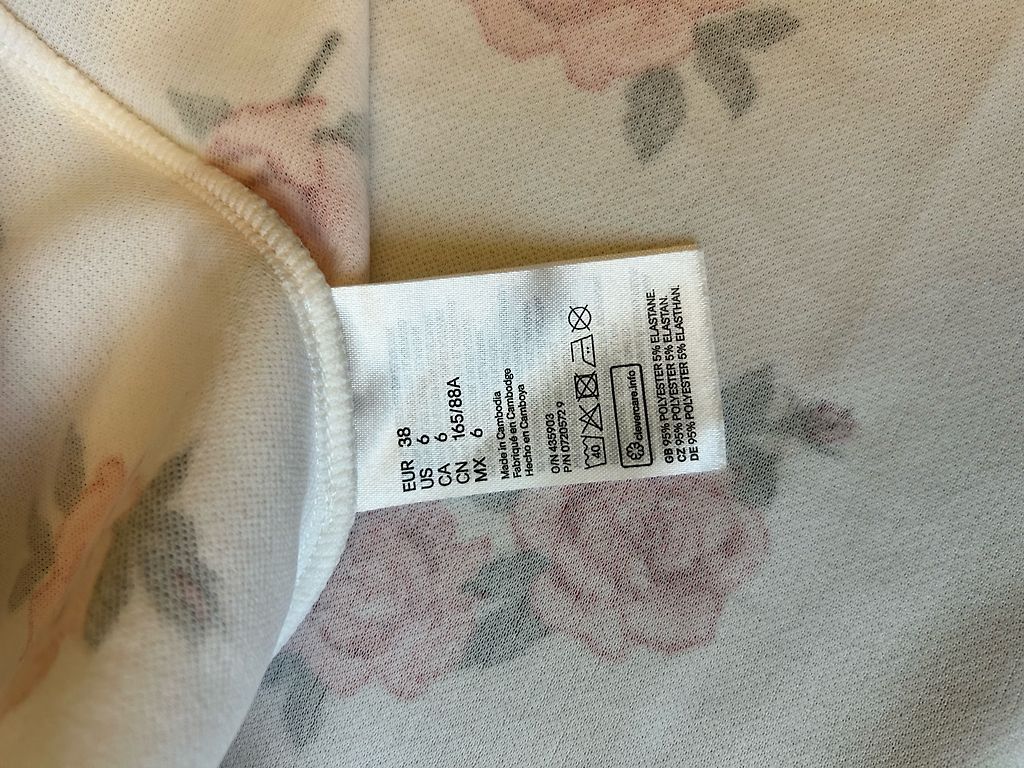 EUR 38
US 6
CA 6
CN 165/88A
MX 6
Made in Cambodia
Fabriqué en Cambodge
Hecho en Camboya
O/N 435903
P/N 0720572 9
40
clevercare.info
GB 95% POLYESTER 5% ELASTANE.
CZ 95% POLYESTER 5% ELASTAN.
DE 95% POLYESTER 5% ELASTHAN.